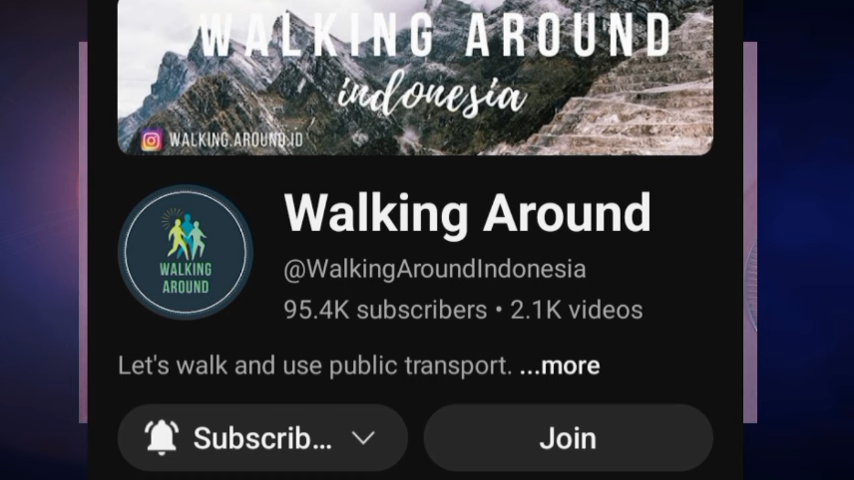 WALKING AROUND
indonesia
WALKING.AROUND.ID
Walking Around
WALKING
AROUND
@WalkingAroundIndonesia
95.4K subscribers • 2.1K videos
Let's walk and use public transport. ...more
Subscrib...
Join